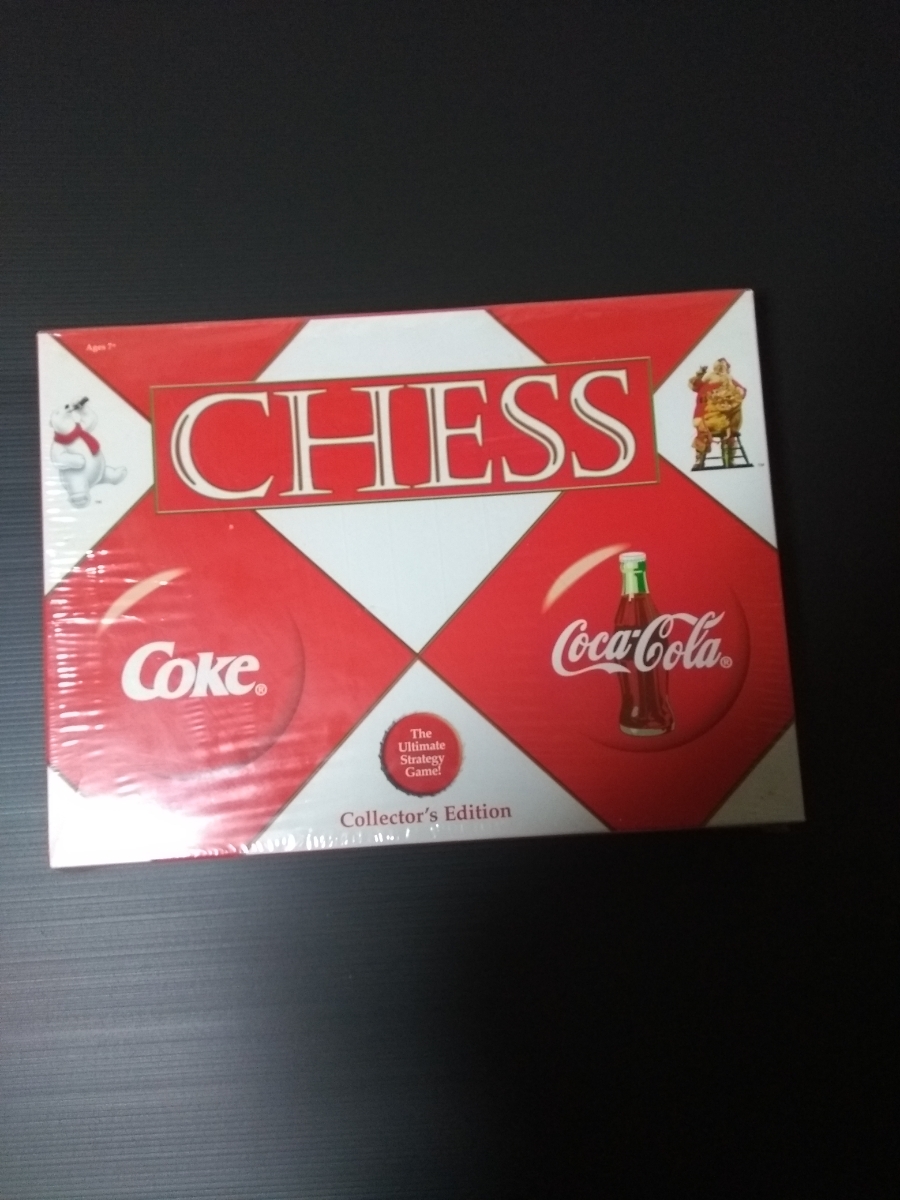 Ages 7+
CHESS
Coke®
Coca-Cola®
The
Ultimate
Strategy
Game!
Collector's Edition